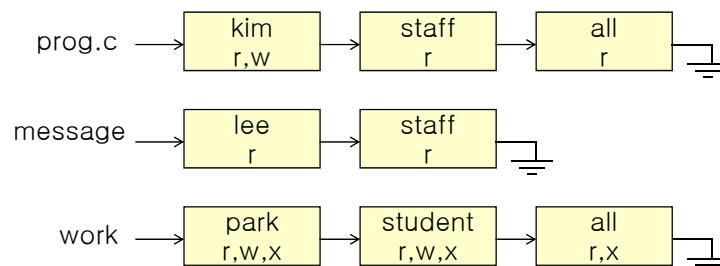 prog.c
kim
r,w
staff
r
all
r
message
lee
r
staff
r
work
park
r,w,x
student
r,w,x
all
r,x